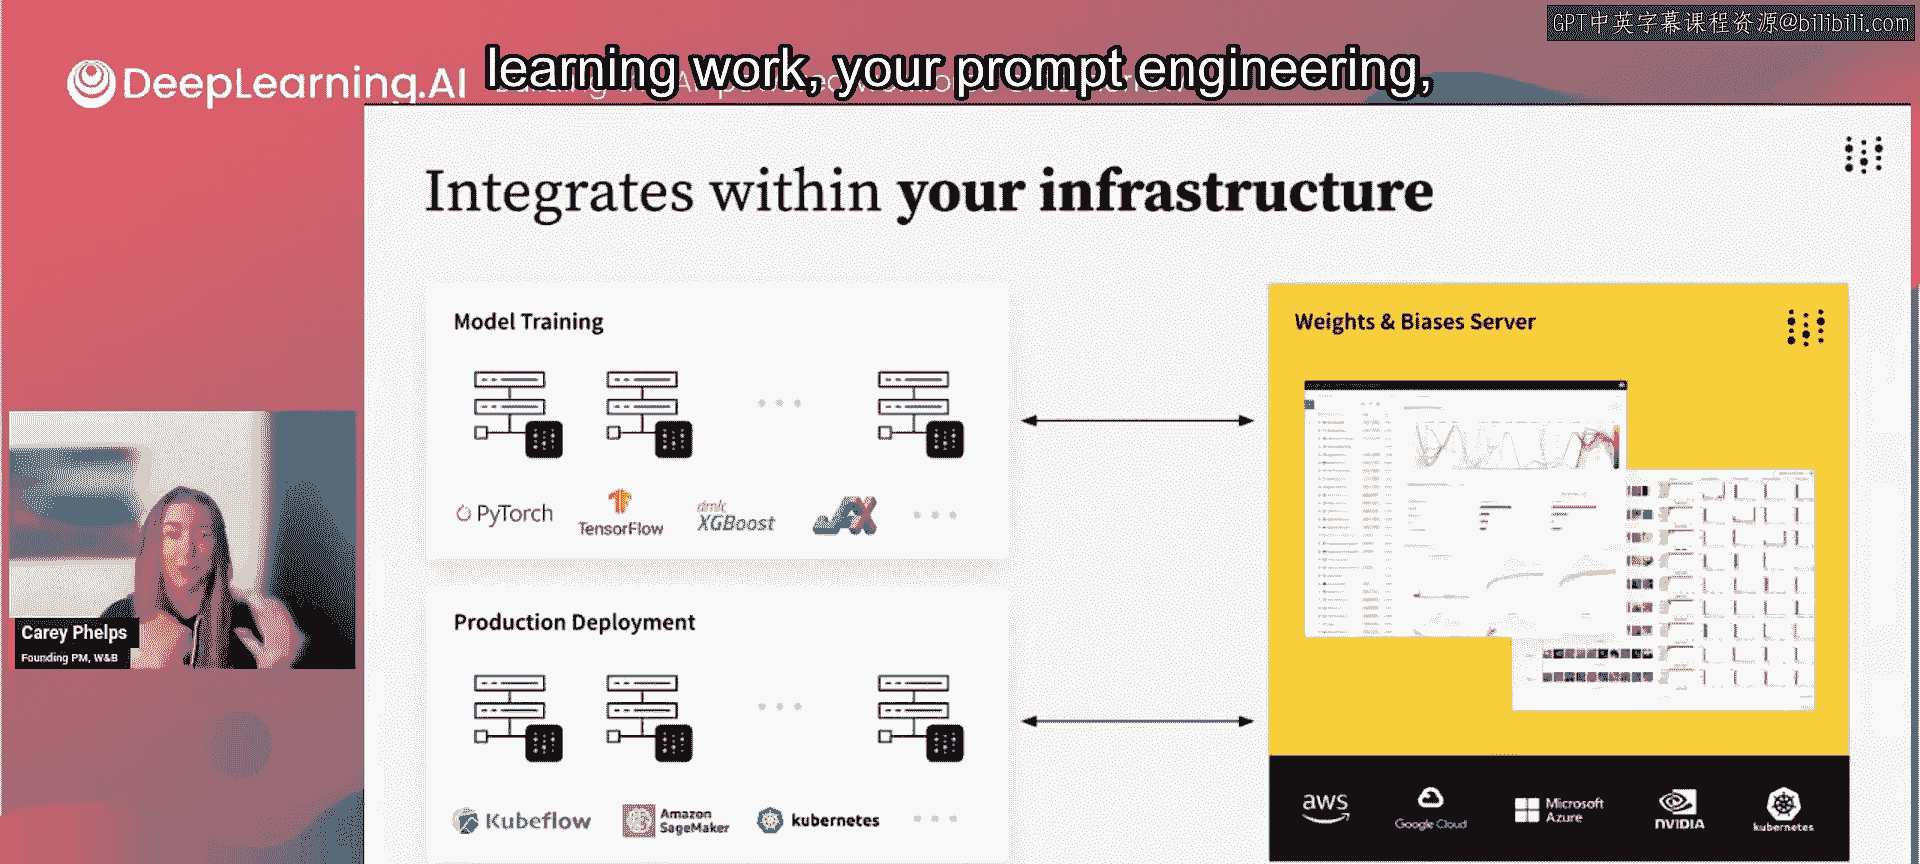 GPT中英字幕课程资源@bilibili.com
learning work, your prompt engineering,
DeepLearning.AI
Integrates within your infrastructure
Model Training
PyTorch
TensorFlow
dmlc
XGBoost
JAX
Production Deployment
Kubeflow
Amazon
SageMaker
kubernetes
Weights & Biases Server
aws
Google Cloud
Microsoft
Azure
NVIDIA
kubernetes
Carey Phelps
Founding PM, W&B